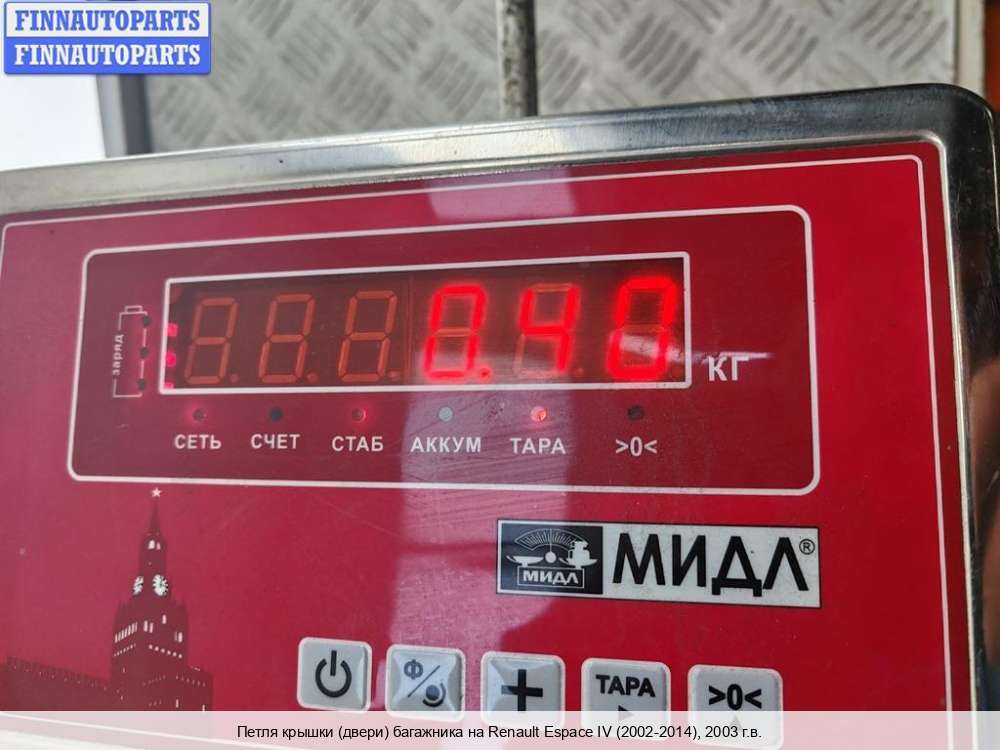 FINNAUTOPARTS
FINNAUTOPARTS
заряд
0.40
КГ
СЕТЬ СЧЕТ СТАБ АККУМ ТАРА >0<
МИДЛ МИДЛ®
Ф
+
ТАРА
>0<
Петля крышки (двери) багажника на Renault Espace IV (2002-2014), 2003 г.в.